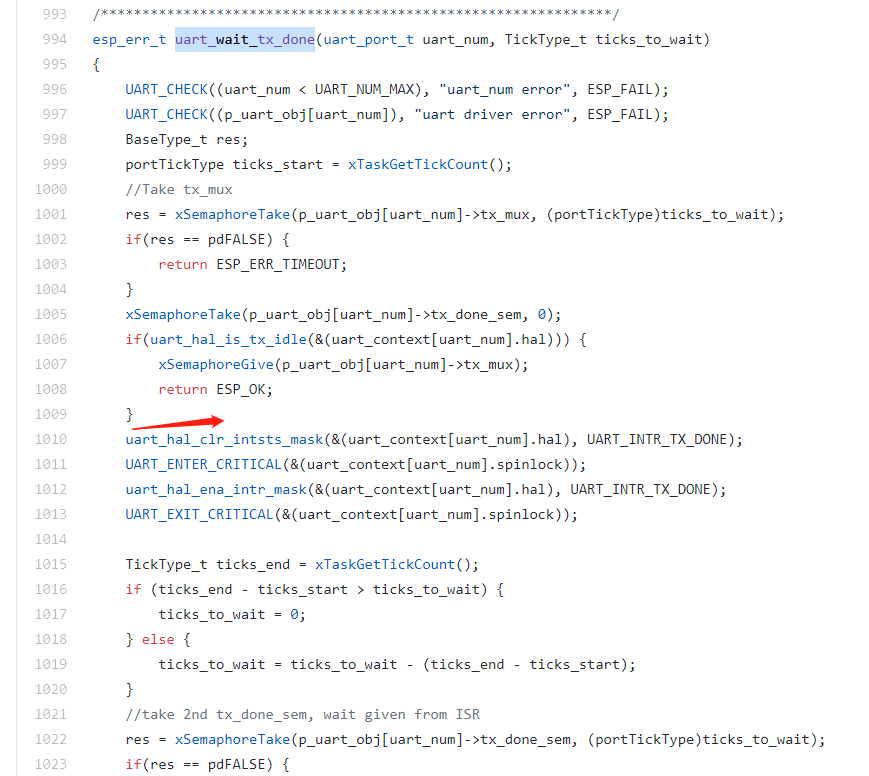 993 /**************************************************************/
994 esp_err_t uart_wait_tx_done(uart_port_t uart_num, TickType_t ticks_to_wait)
995 {
996 UART_CHECK((uart_num < UART_NUM_MAX), "uart_num error", ESP_FAIL);
997 UART_CHECK((p_uart_obj[uart_num]), "uart driver error", ESP_FAIL);
998 BaseType_t res;
999 portTickType ticks_start = xTaskGetTickCount();
1000 //Take tx_mux
1001 res = xSemaphoreTake(p_uart_obj[uart_num]->tx_mux, (portTickType)ticks_to_wait);
1002 if(res == pdFALSE) {
1003 return ESP_ERR_TIMEOUT;
1004 }
1005 xSemaphoreTake(p_uart_obj[uart_num]->tx_done_sem, 0);
1006 if(uart_hal_is_tx_idle(&(uart_context[uart_num].hal))) {
1007 xSemaphoreGive(p_uart_obj[uart_num]->tx_mux);
1008 return ESP_OK;
1009 }
1010 uart_hal_clr_intsts_mask(&(uart_context[uart_num].hal), UART_INTR_TX_DONE);
1011 UART_ENTER_CRITICAL(&(uart_context[uart_num].spinlock));
1012 uart_hal_ena_intr_mask(&(uart_context[uart_num].hal), UART_INTR_TX_DONE);
1013 UART_EXIT_CRITICAL(&(uart_context[uart_num].spinlock));
1014
1015 TickType_t ticks_end = xTaskGetTickCount();
1016 if (ticks_end - ticks_start > ticks_to_wait) {
1017 ticks_to_wait = 0;
1018 } else {
1019 ticks_to_wait = ticks_to_wait - (ticks_end - ticks_start);
1020 }
1021 //take 2nd tx_done_sem, wait given from ISR
1022 res = xSemaphoreTake(p_uart_obj[uart_num]->tx_done_sem, (portTickType)ticks_to_wait);
1023 if(res == pdFALSE) {